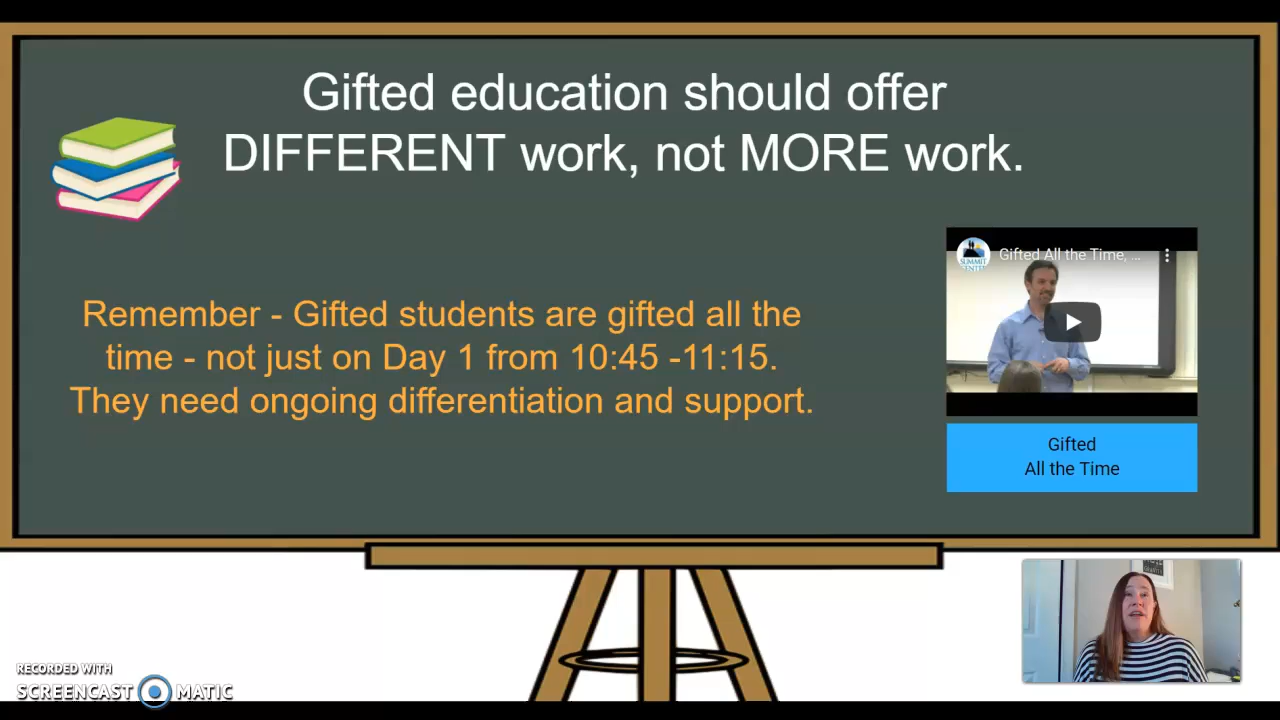 Gifted education should offer
DIFFERENT work, not MORE work.
Remember - Gifted students are gifted all the
time - not just on Day 1 from 10:45 -11:15.
They need ongoing differentiation and support.
SUMMIT
CENTER
Gifted All the Time, ...
Gifted
All the Time
RECORDED WITH
SCREENCAST MATIC